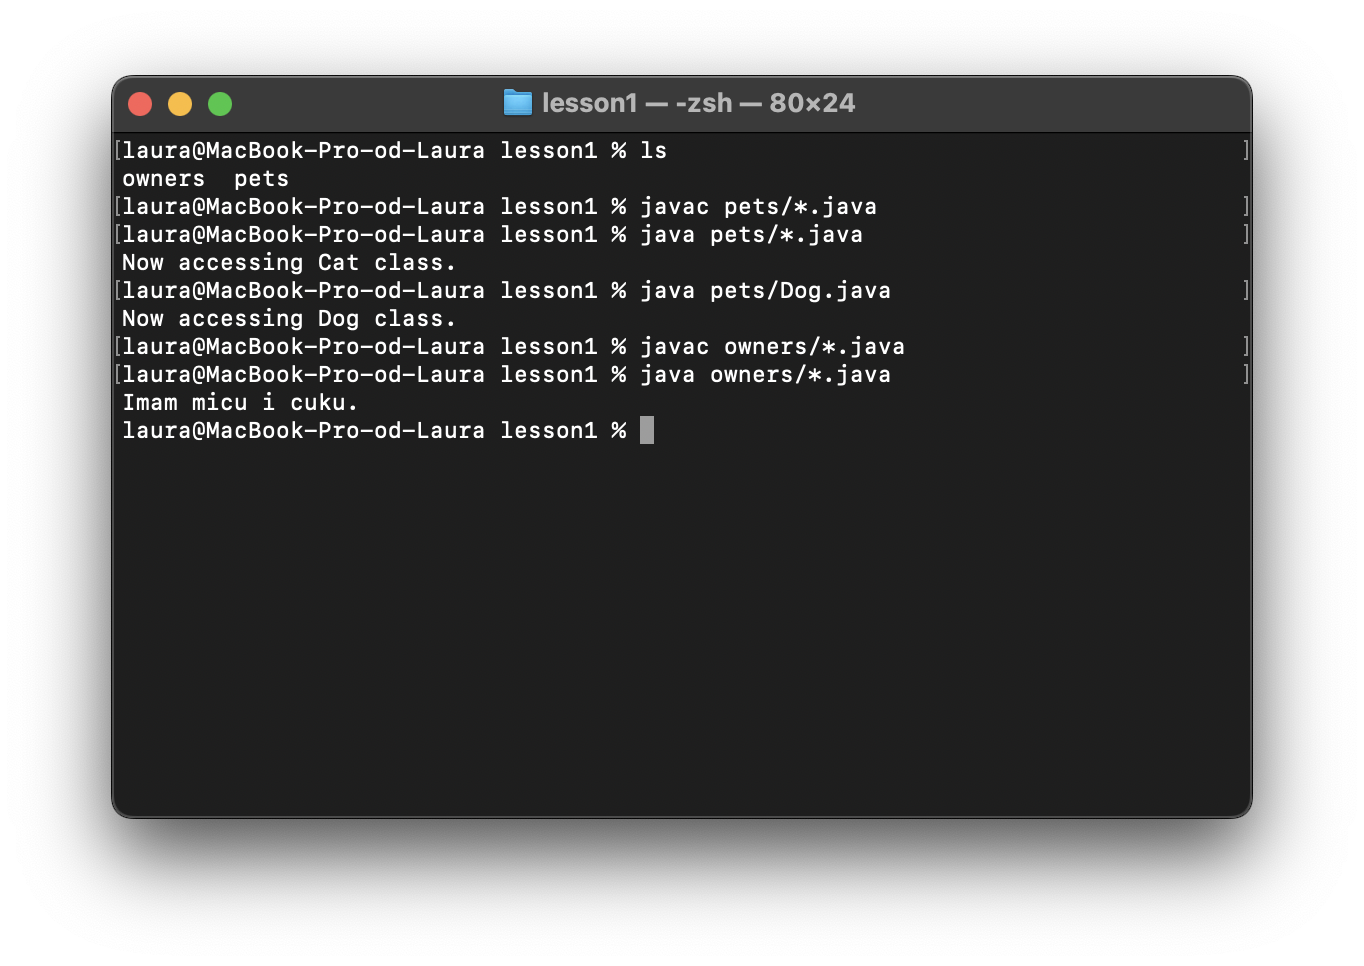 lesson1 — -zsh — 80×24
[laura@MacBook-Pro-od-Laura lesson1 % ls ]
owners  pets
[laura@MacBook-Pro-od-Laura lesson1 % javac pets/*.java ]
[laura@MacBook-Pro-od-Laura lesson1 % java pets/*.java ]
Now accessing Cat class.
[laura@MacBook-Pro-od-Laura lesson1 % java pets/Dog.java ]
Now accessing Dog class.
[laura@MacBook-Pro-od-Laura lesson1 % javac owners/*.java ]
[laura@MacBook-Pro-od-Laura lesson1 % java owners/*.java ]
Imam micu i cuku.
laura@MacBook-Pro-od-Laura lesson1 %